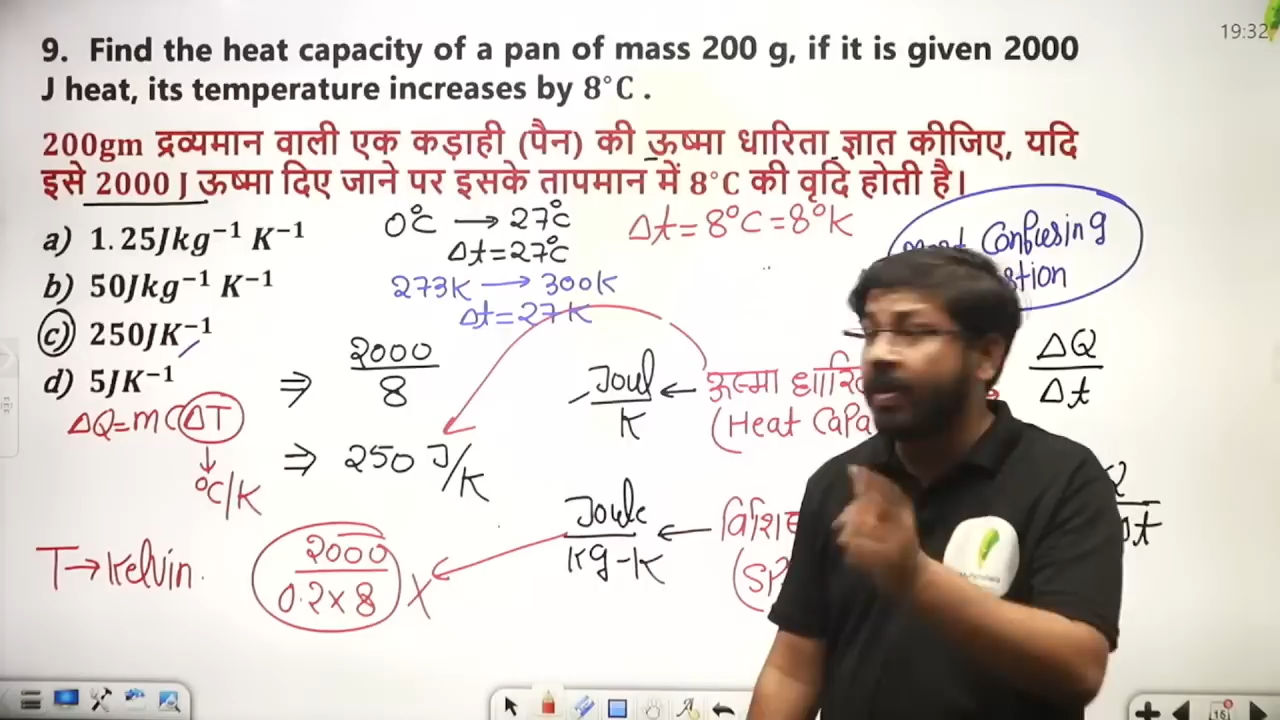 19:32
9. Find the heat capacity of a pan of mass 200 g, if it is given 2000
J heat, its temperature increases by 8°C .
200gm द्रव्यमान वाली एक कड़ाही (पैन) की ऊष्मा धारिता ज्ञात कीजिए, यदि
इसे 2000 J ऊष्मा दिए जाने पर इसके तापमान में 8°C की वृदि होती है।
a) 1.25Jkg⁻¹ K⁻¹
b) 50Jkg⁻¹ K⁻¹
c) 250JK⁻¹
d) 5JK⁻¹
0°C → 27°C
Δt = 27°C
273K → 300K
Δt = 27K
Δt = 8°C = 8°K
Confusing
ΔQ = mCΔT
°C/K
T → Kelvin
⇒ 2000/8
⇒ 250 J/K
2000/0.2×8 X
Joul/K ← ऊष्मा
(Heat
ΔQ/Δt
Joule/kg-K ←